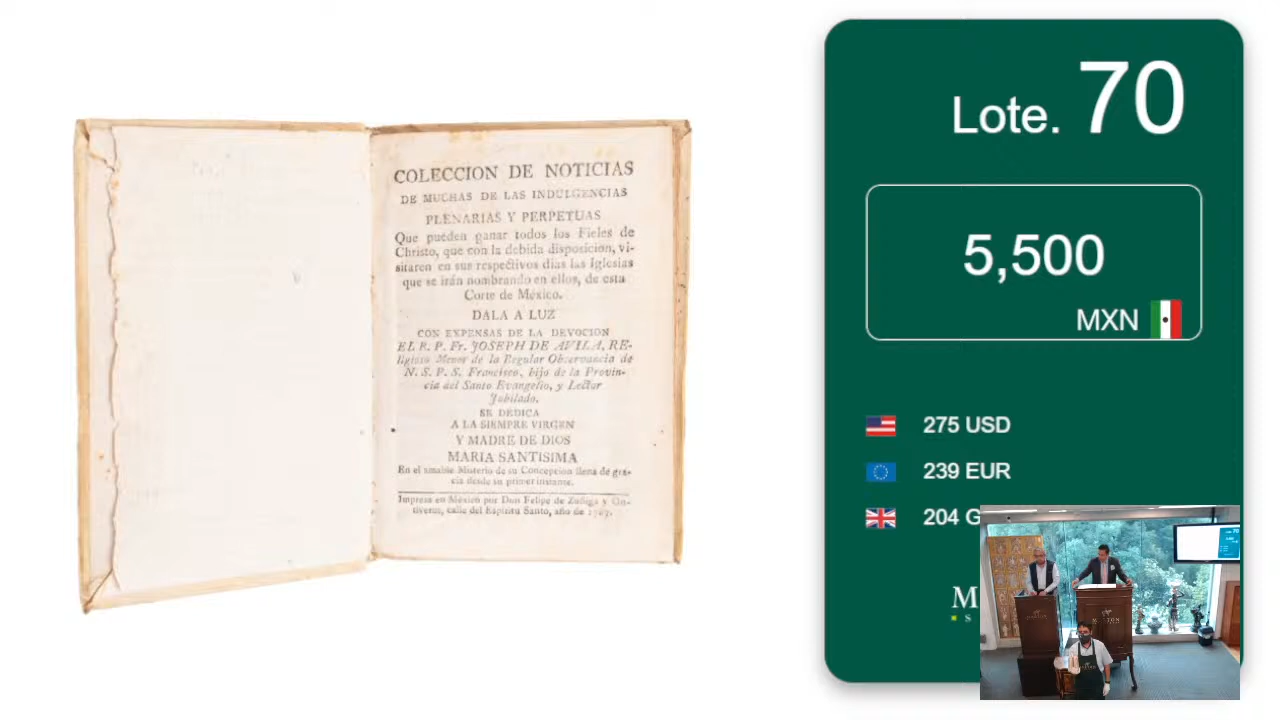 COLECCION DE NOTICIAS
DE MUCHAS DE LAS INDULGENCIAS
PLENARIAS Y PERPETUAS
Que pueden ganar todos los Fieles de
Christo, que con la debida disposicion, vi-
sitaren en sus respectivos dias las Iglesias
que se irán nombrando en ellos, de esta
Corte de México.
DALA A LUZ
CON EXPENSAS DE LA DEVOCION
EL R. P. Fr. JOSEPH DE AVILA, RE-
ligioso Menor de la Regular Observancia de
N. S. P. S. Francisco, hijo de la Provin-
cia del Santo Evangelio, y Lector
Jubilado.
SE DEDICA
A LA SIEMPRE VIRGEN
Y MADRE DE DIOS
MARIA SANTISIMA
En el amable Misterio de su Concepcion llena de gra-
cia desde su primer instante.
Impresa en México por Don Felipe de Zuñiga y On-
tiveros, calle del Espiritu Santo, año de
Lote. 70
5,500
MXN
275 USD
239 EUR
204 G
M
S
MORTON